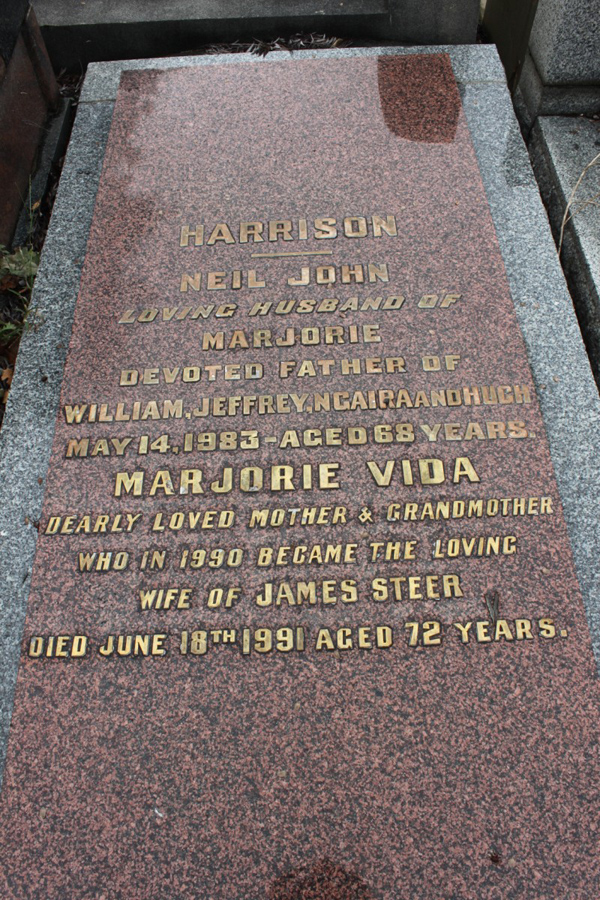 HARRISON
NEIL JOHN
LOVING HUSBAND OF
MARJORIE
DEVOTED FATHER OF
WILLIAM, JEFFREY, NGAIRA AND HUGH
MAY 14, 1983 - AGED 68 YEARS.
MARJORIE VIDA
DEARLY LOVED MOTHER & GRANDMOTHER
WHO IN 1990 BECAME THE LOVING
WIFE OF JAMES STEER
DIED JUNE 18TH 1991 AGED 72 YEARS.